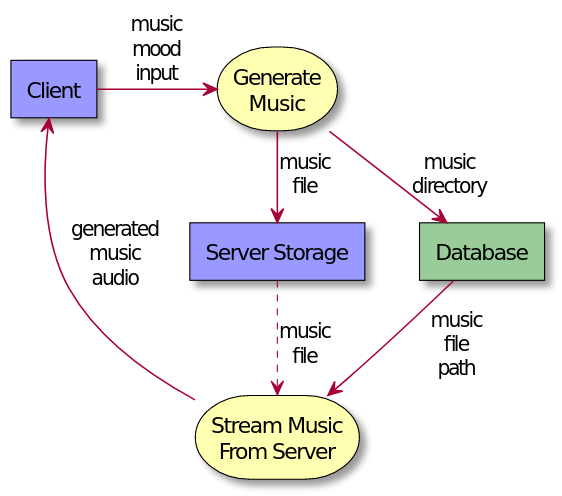 music
mood
input
Client
Generate
Music
music
file
music
directory
generated
music
audio
Server Storage
Database
music
file
music
file
path
Stream Music
From Server